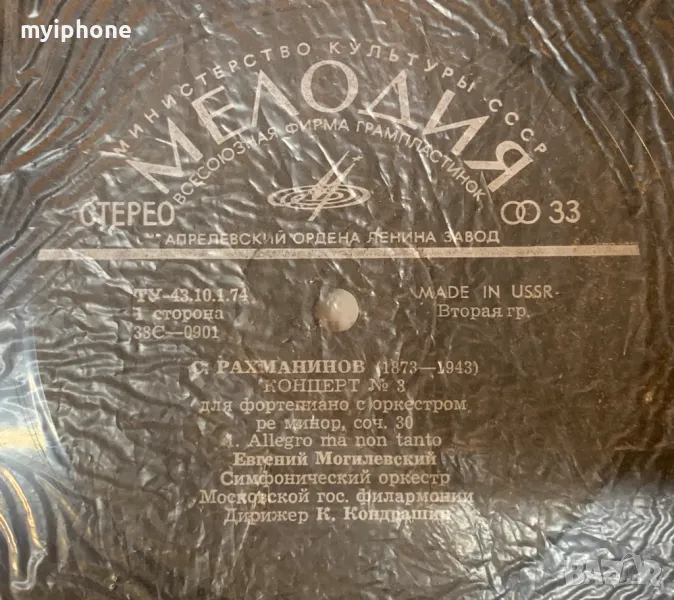 myiphone
МИНИСТЕРСТВО КУЛЬТУРЫ СССР
МЕЛОДИЯ
ВСЕСОЮЗНАЯ ФИРМА ГРАМПЛАСТИНОК
СТЕРЕО 33
АПРЕЛЕВСКИЙ ОРДЕНА ЛЕНИНА ЗАВОД
ТУ-43.10.1.74 MADE IN USSR
1 сторона Вторая гр.
38С—0901
С. РАХМАНИНОВ (1873—1943)
КОНЦЕРТ № 3
для фортепиано с оркестром
ре минор, соч. 30
1. Allegro ma non tanto
Евгений Могилевский
Симфонический оркестр
Московской гос. филармонии
Дирижер К. Кондрашин